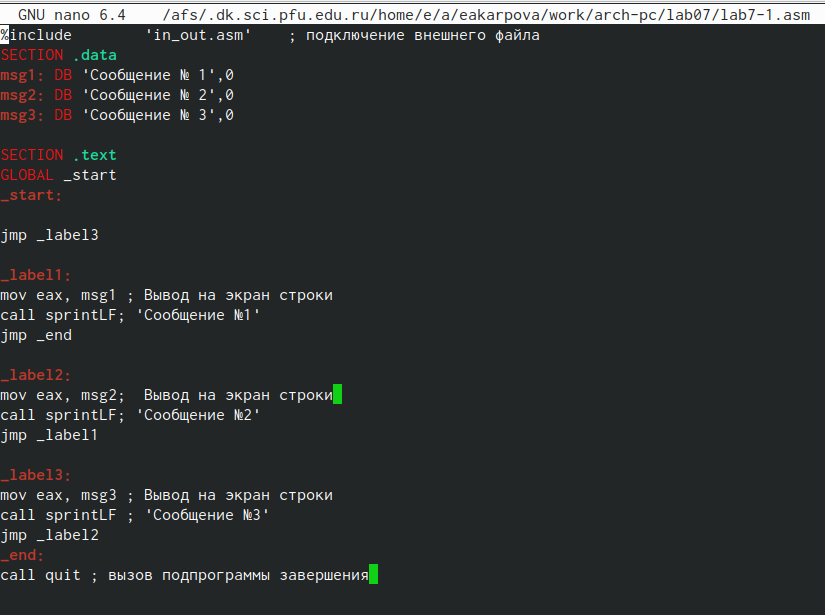 GNU nano 6.4 /afs/.dk.sci.pfu.edu.ru/home/e/a/eakarpova/work/arch-pc/lab07/lab7-1.asm
%include 'in_out.asm' ; подключение внешнего файла
SECTION .data
msg1: DB 'Сообщение № 1',0
msg2: DB 'Сообщение № 2',0
msg3: DB 'Сообщение № 3',0
SECTION .text
GLOBAL _start
_start:
jmp _label3
_label1:
mov eax, msg1 ; Вывод на экран строки
call sprintLF; 'Сообщение №1'
jmp _end
_label2:
mov eax, msg2; Вывод на экран строки
call sprintLF; 'Сообщение №2'
jmp _label1
_label3:
mov eax, msg3 ; Вывод на экран строки
call sprintLF ; 'Сообщение №3'
jmp _label2
_end:
call quit ; вызов подпрограммы завершения